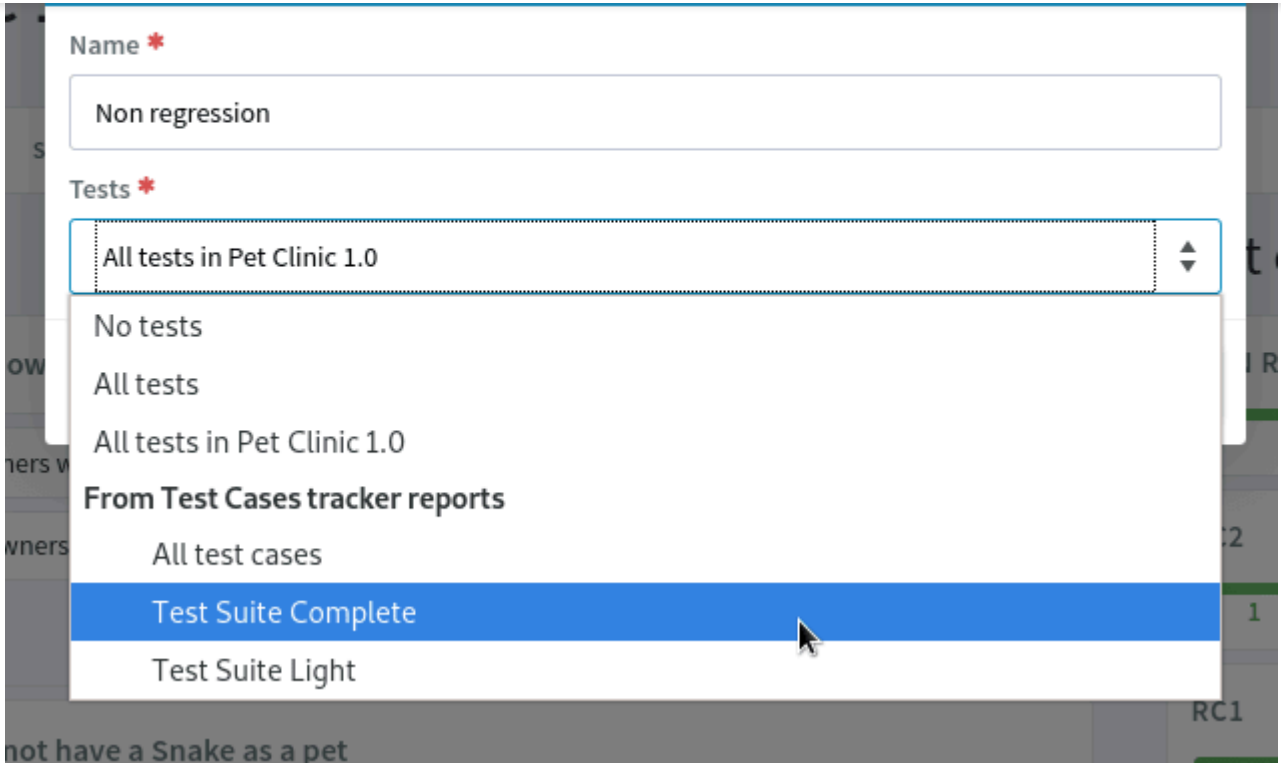 Name *
Non regression
Tests *
All tests in Pet Clinic 1.0
No tests
All tests
All tests in Pet Clinic 1.0
From Test Cases tracker reports
All test cases
Test Suite Complete
Test Suite Light
1
RC1
not have a Snake as a pet